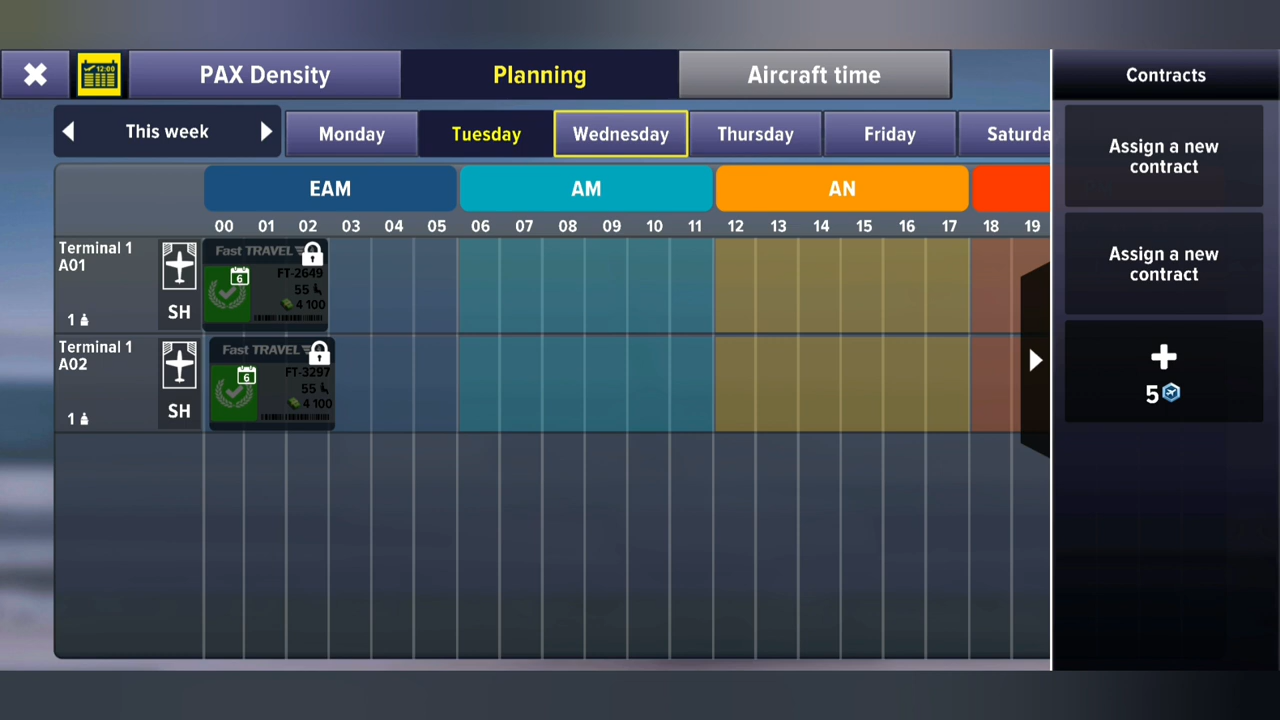 PAX Density
Planning
Aircraft time
Contracts
12:00
This week
Monday
Tuesday
Wednesday
Thursday
Friday
Saturda
Assign a new
contract
EAM
AM
AN
00 01 02 03 04 05 06 07 08 09 10 11 12 13 14 15 16 17 18 19
Terminal 1
A01
1
SH
Fast TRAVEL
6
FT-2649
55
4 100
Assign a new
contract
Terminal 1
A02
1
SH
Fast TRAVEL
6
FT-3297
55
4 100
5